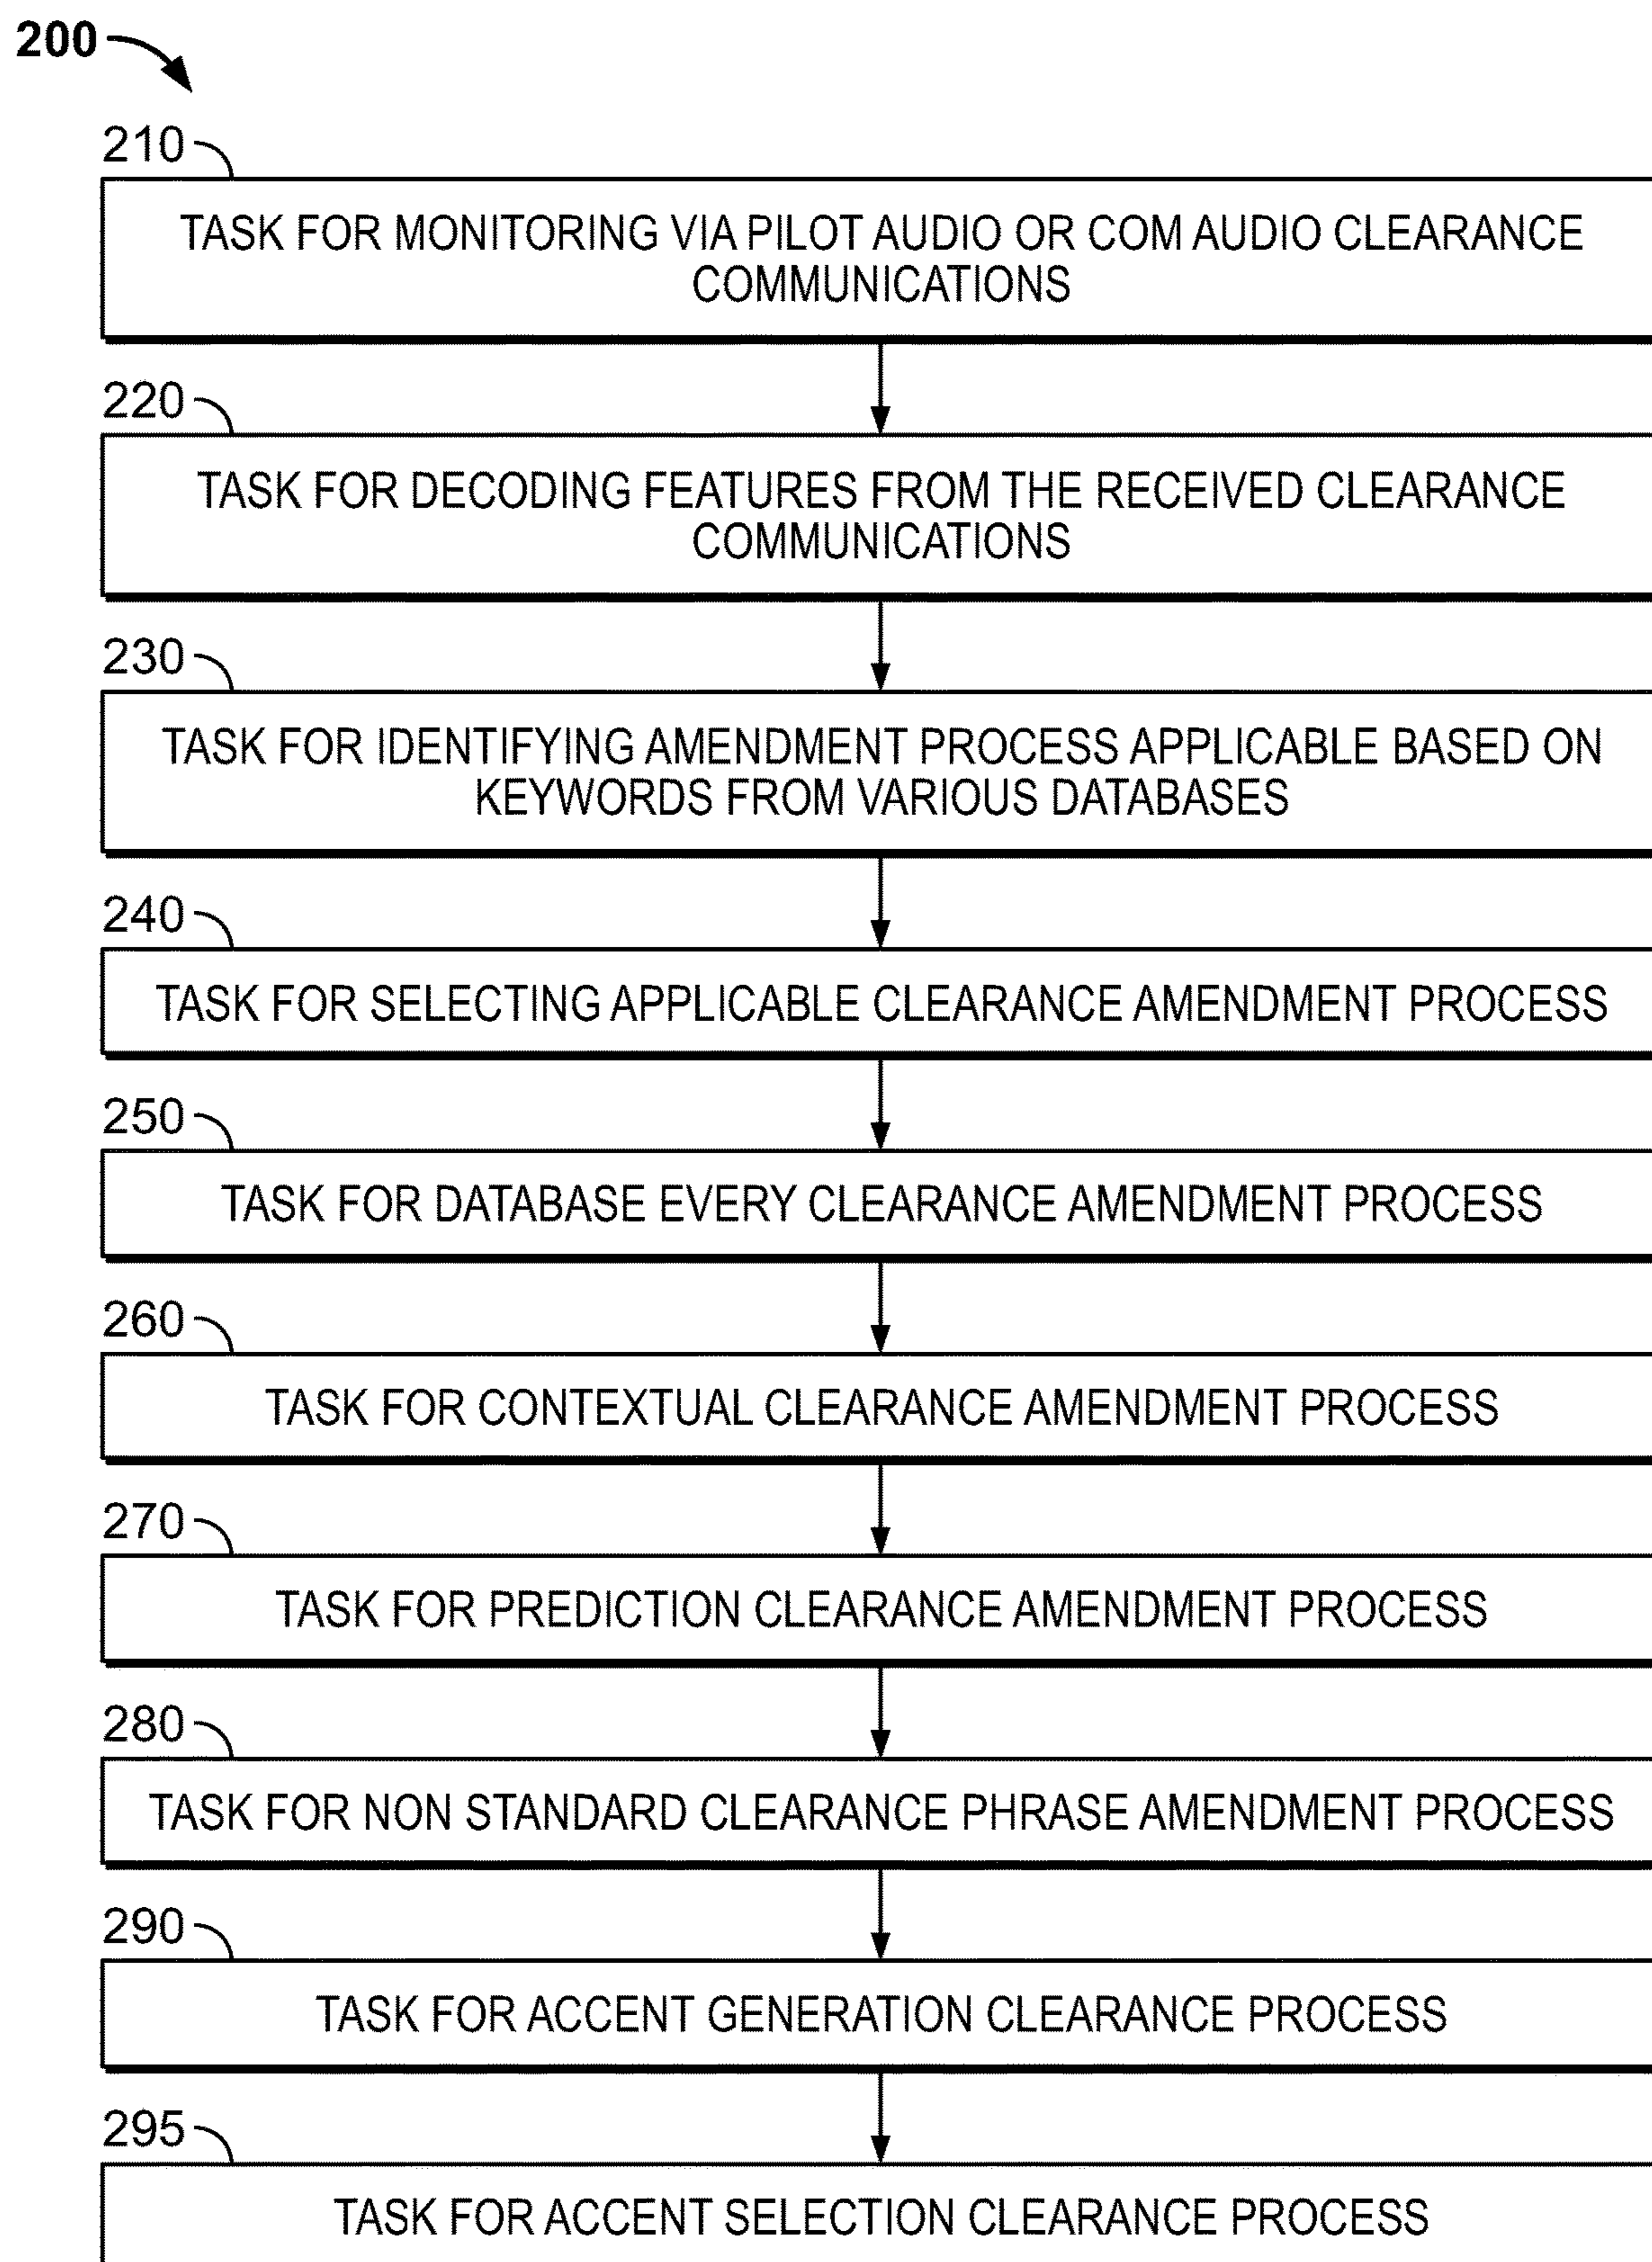 200
210
TASK FOR MONITORING VIA PILOT AUDIO OR COM AUDIO CLEARANCE
COMMUNICATIONS
220
TASK FOR DECODING FEATURES FROM THE RECEIVED CLEARANCE
COMMUNICATIONS
230
TASK FOR IDENTIFYING AMENDMENT PROCESS APPLICABLE BASED ON
KEYWORDS FROM VARIOUS DATABASES
240
TASK FOR SELECTING APPLICABLE CLEARANCE AMENDMENT PROCESS
250
TASK FOR DATABASE EVERY CLEARANCE AMENDMENT PROCESS
260
TASK FOR CONTEXTUAL CLEARANCE AMENDMENT PROCESS
270
TASK FOR PREDICTION CLEARANCE AMENDMENT PROCESS
280
TASK FOR NON STANDARD CLEARANCE PHRASE AMENDMENT PROCESS
290
TASK FOR ACCENT GENERATION CLEARANCE PROCESS
295
TASK FOR ACCENT SELECTION CLEARANCE PROCESS